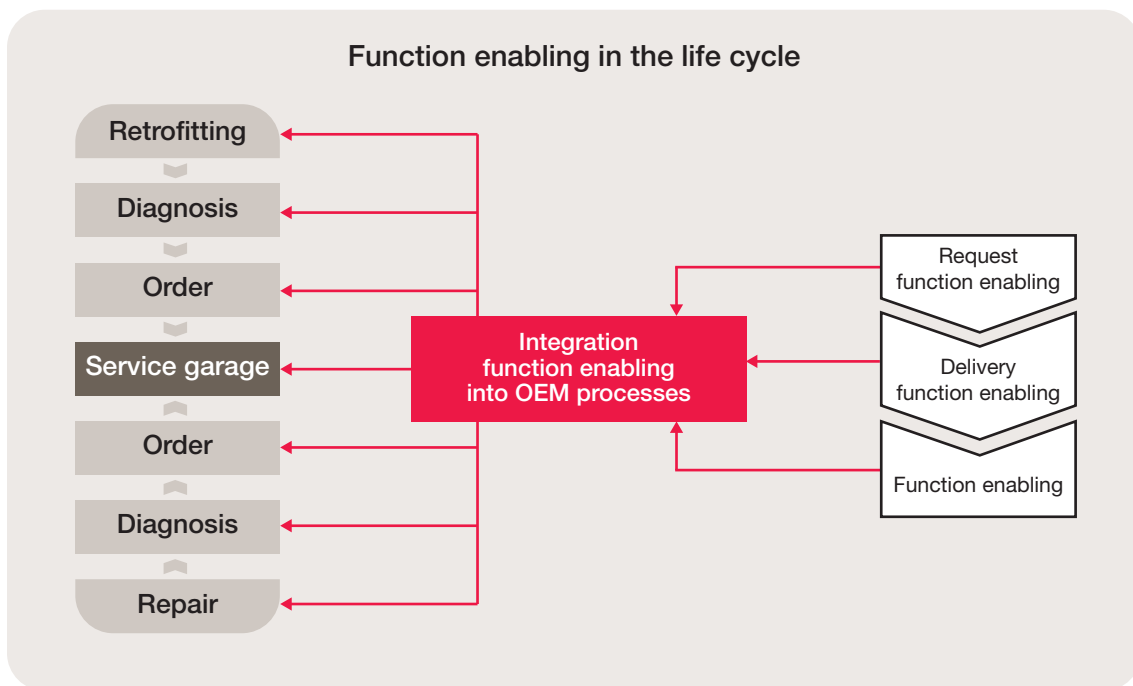 Function enabling in the life cycle
Retrofitting
Diagnosis
Order
Service garage
Order
Diagnosis
Repair
Integration
function enabling
into OEM processes
Request
function enabling
Delivery
function enabling
Function enabling